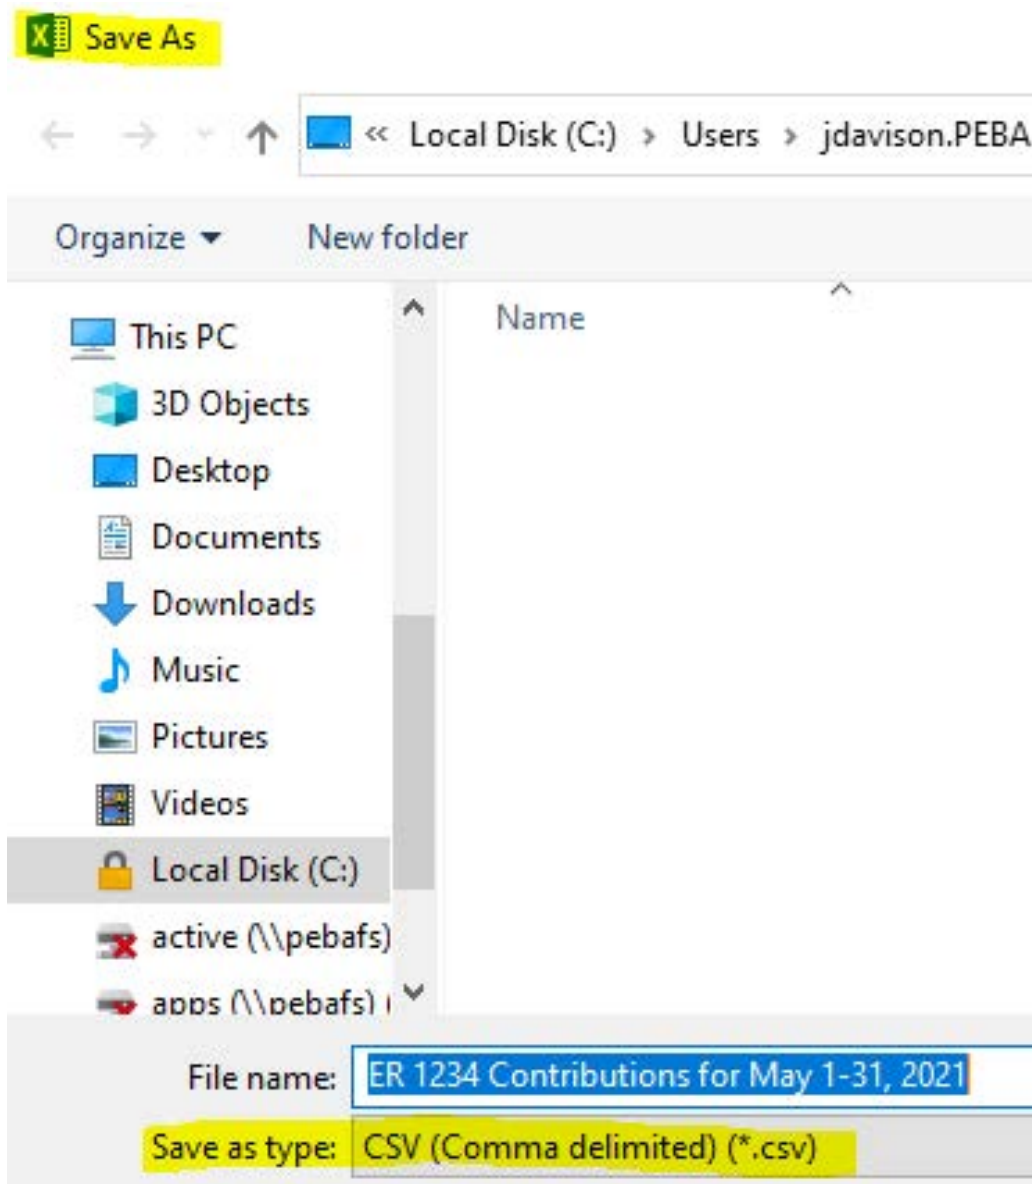 Save As
« Local Disk (C:) › Users › jdavison.PEBA
Organize New folder
Name
This PC
3D Objects
Desktop
Documents
Downloads
Music
Pictures
Videos
Local Disk (C:)
active (\\pebafs)
apps (\\pebafs) (
File name: ER 1234 Contributions for May 1-31, 2021
Save as type: CSV (Comma delimited) (*.csv)